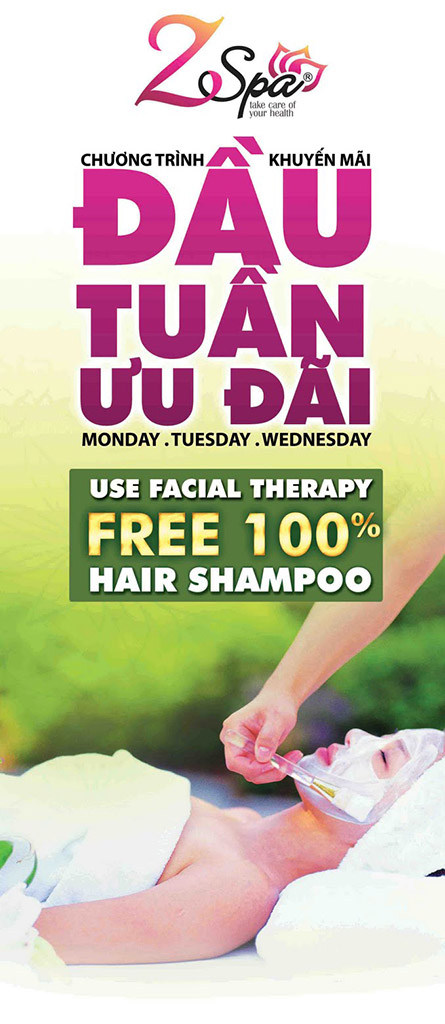 Z Spa®
take care of
your health
CHƯƠNG TRÌNH KHUYẾN MÃI
ĐẦU
TUẦN
ƯU ĐÃI
MONDAY . TUESDAY . WEDNESDAY
USE FACIAL THERAPY
FREE 100%
HAIR SHAMPOO